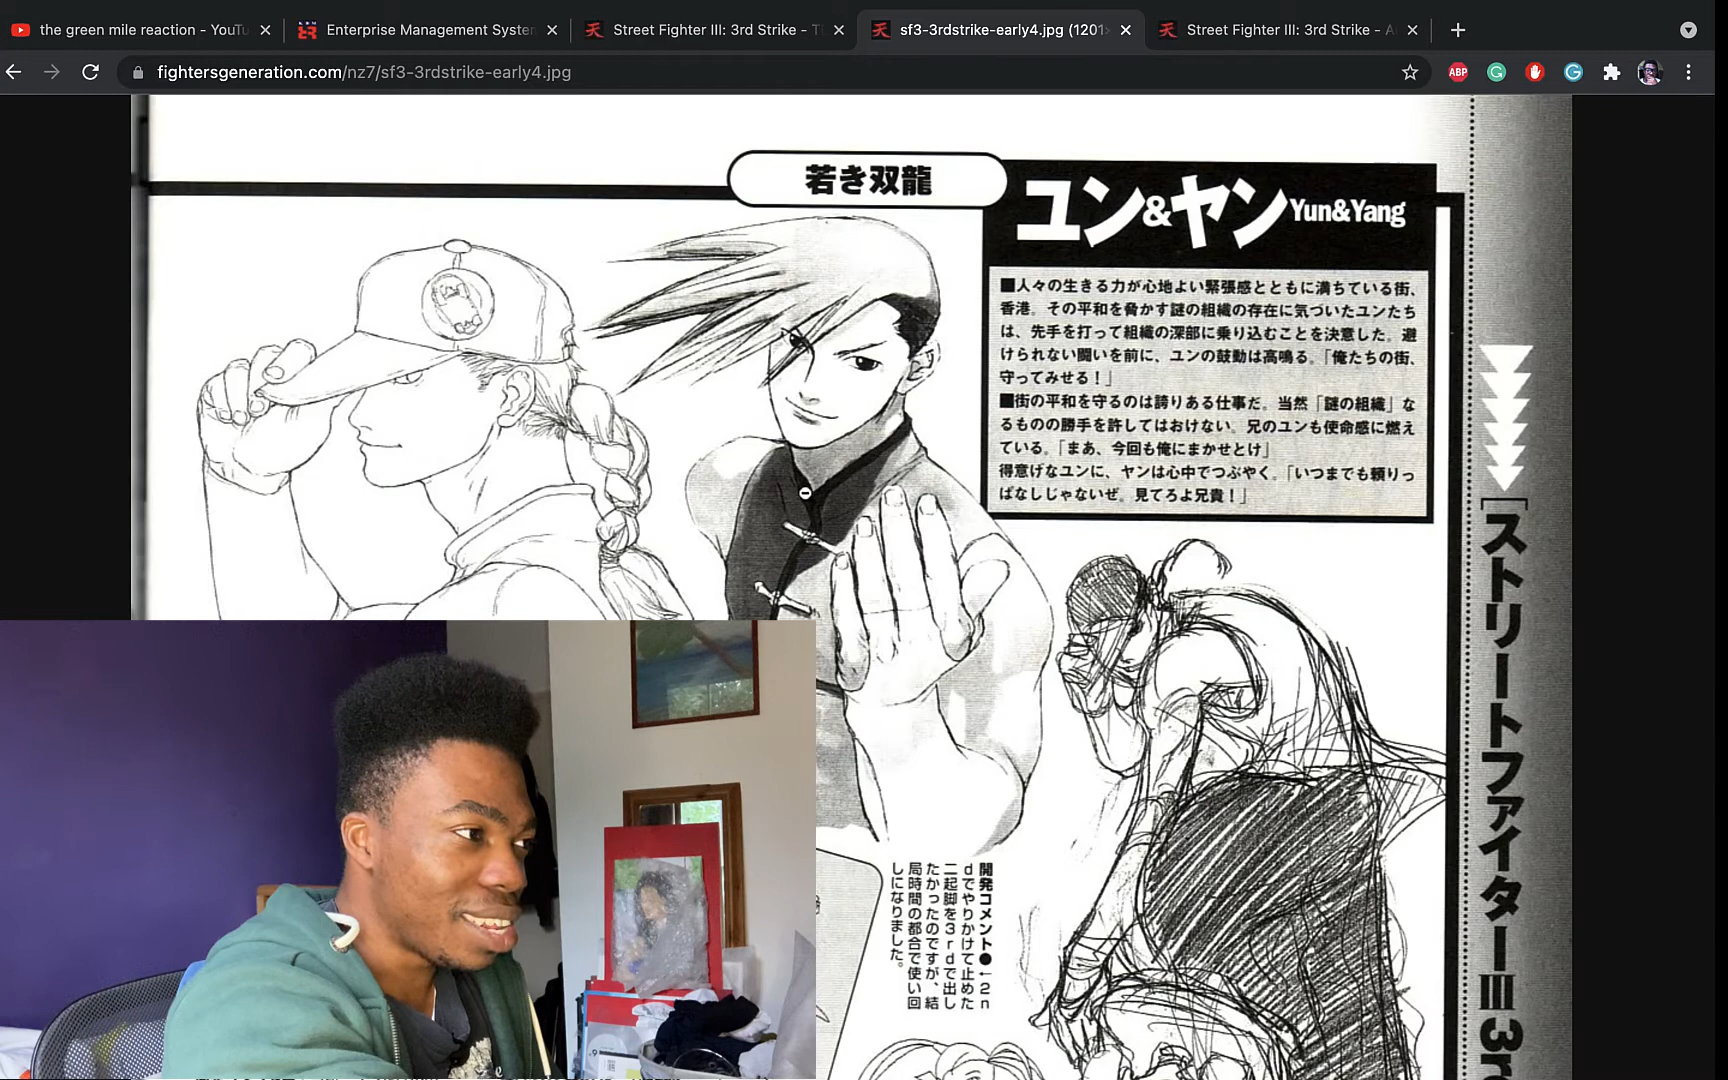 the green mile reaction - YouTu
Enterprise Management System
Street Fighter III: 3rd Strike - T
sf3-3rdstrike-early4.jpg (1201×
Street Fighter III: 3rd Strike - A
fightersgeneration.com/nz7/sf3-3rdstrike-early4.jpg
ABP
若き双龍
ユン&ヤン Yun&Yang
■人々の生きる力が心地よい緊張感とともに満ちている街、
香港。その平和を脅かす謎の組織の存在に気づいたユンたち
は、先手を打って組織の深部に乗り込むことを決意した。避
けられない闘いを前に、ユンの鼓動は高鳴る。「俺たちの街、
守ってみせる!」
■街の平和を守るのは誇りある仕事だ。当然「謎の組織」な
るものの勝手を許してはおけない。兄のユンも使命感に燃え
ている。「まあ、今回も俺にまかせとけ」
得意げなユンに、ヤンは心中でつぶやく。「いつまでも頼りっ
ぱなしじゃないぜ。見てろよ兄貴!」
[ストリートファイターIII 3r
開発コメント●←2n
dでやりかけて止めた
二起脚を3rdで出し
たかったのですが、結
局時間の都合で使い回
しになりました。